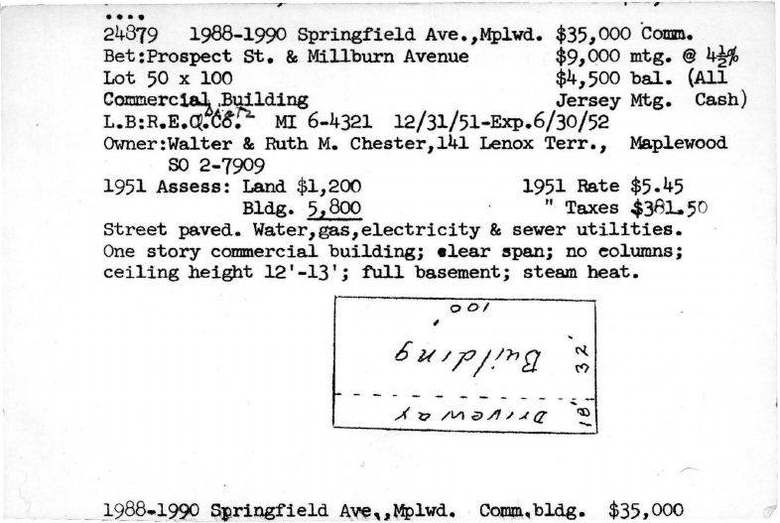 24879 1988-1990 Springfield Ave.,Mplwd. $35,000 Comm.
Bet:Prospect St. & Millburn Avenue $9,000 mtg. @ 4½%
Lot 50 x 100 $4,500 bal. (All
Commercial Building Jersey Mtg. Cash)
L.B:R.E.Q.Co. MI 6-4321 12/31/51-Exp.6/30/52
Owner:Walter & Ruth M. Chester,141 Lenox Terr., Maplewood
SO 2-7909
1951 Assess: Land $1,200 1951 Rate $5.45
Bldg. 5,800 " Taxes $381.50
Street paved. Water,gas,electricity & sewer utilities.
One story commercial building; clear span; no columns;
ceiling height 12'-13'; full basement; steam heat.
100'
Building 32'
Driveway 18'
1988-1990 Springfield Ave.,Mplwd. Comm.bldg. $35,000